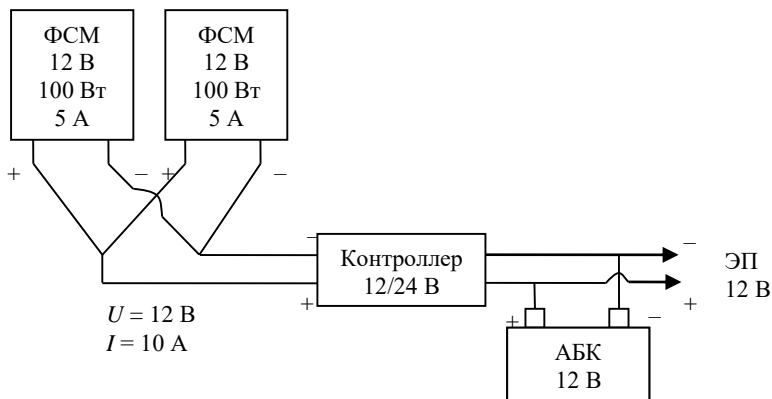 ФСМ
12 В
100 Вт
5 А
ФСМ
12 В
100 Вт
5 А
+
–
+
–
–
Контроллер
12/24 В
+
–
ЭП
12 В
+
U = 12 В
I = 10 А
+
–
АБК
12 В